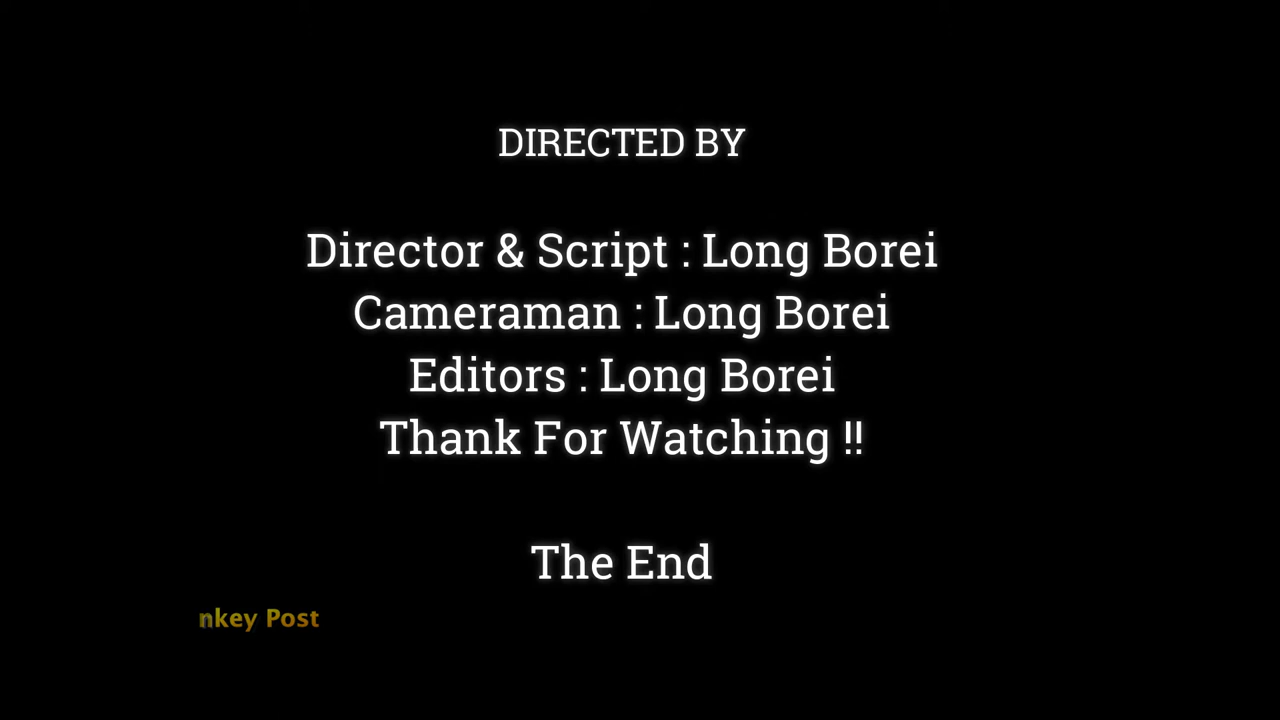 DIRECTED BY
Director & Script : Long Borei
Cameraman : Long Borei
Editors : Long Borei
Thank For Watching !!
The End
nkey Post